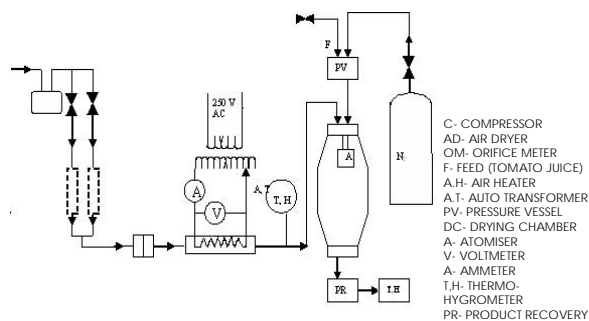 F
PV
250 V
AC
A, T
A
V
T, H
A
N
PR
T,H
C- COMPRESSOR
AD- AIR DRYER
OM- ORIFICE METER
F- FEED (TOMATO JUICE)
A.H- AIR HEATER
A.T- AUTO TRANSFORMER
PV- PRESSURE VESSEL
DC- DRYING CHAMBER
A- ATOMISER
V- VOLTMETER
A- AMMETER
T,H- THERMO-
HYGROMETER
PR- PRODUCT RECOVERY